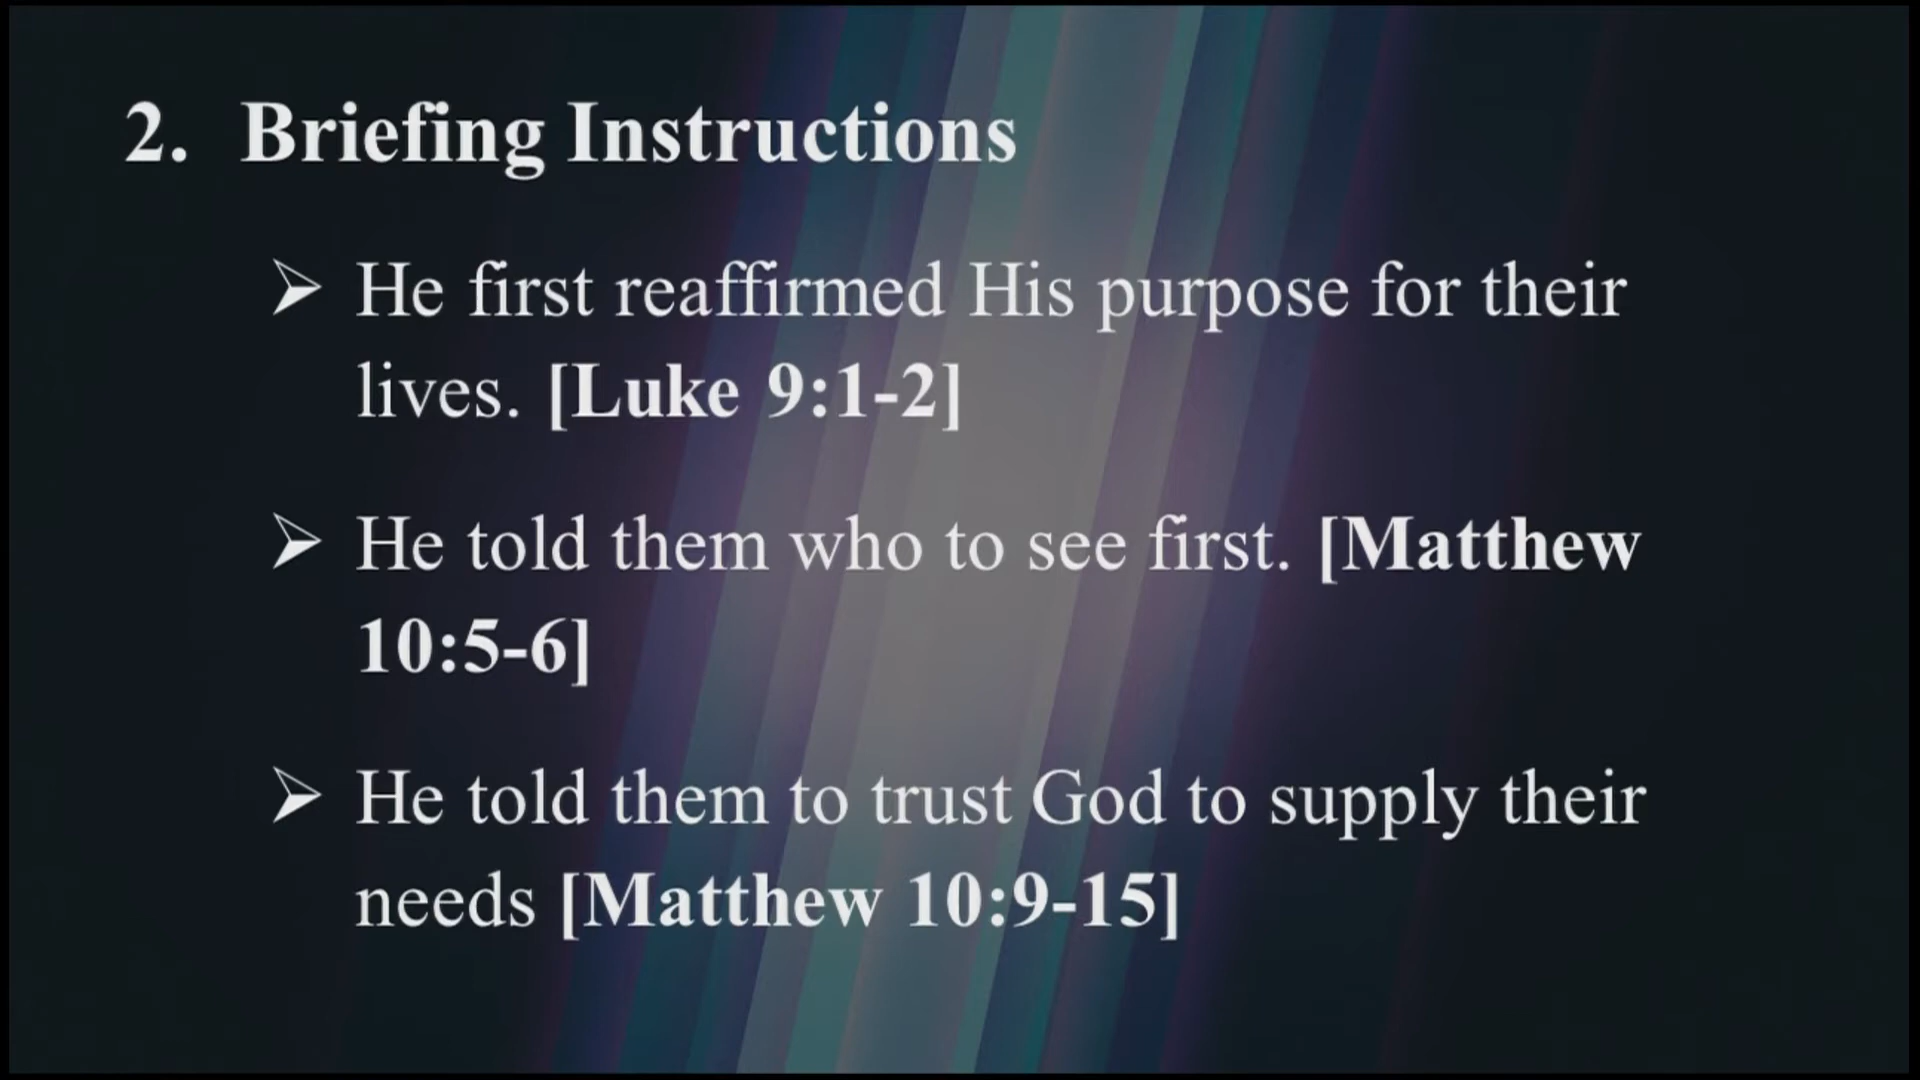 2. Briefing Instructions
➢ He first reaffirmed His purpose for their
lives. [Luke 9:1-2]
➢ He told them who to see first. [Matthew
10:5-6]
➢ He told them to trust God to supply their
needs [Matthew 10:9-15]